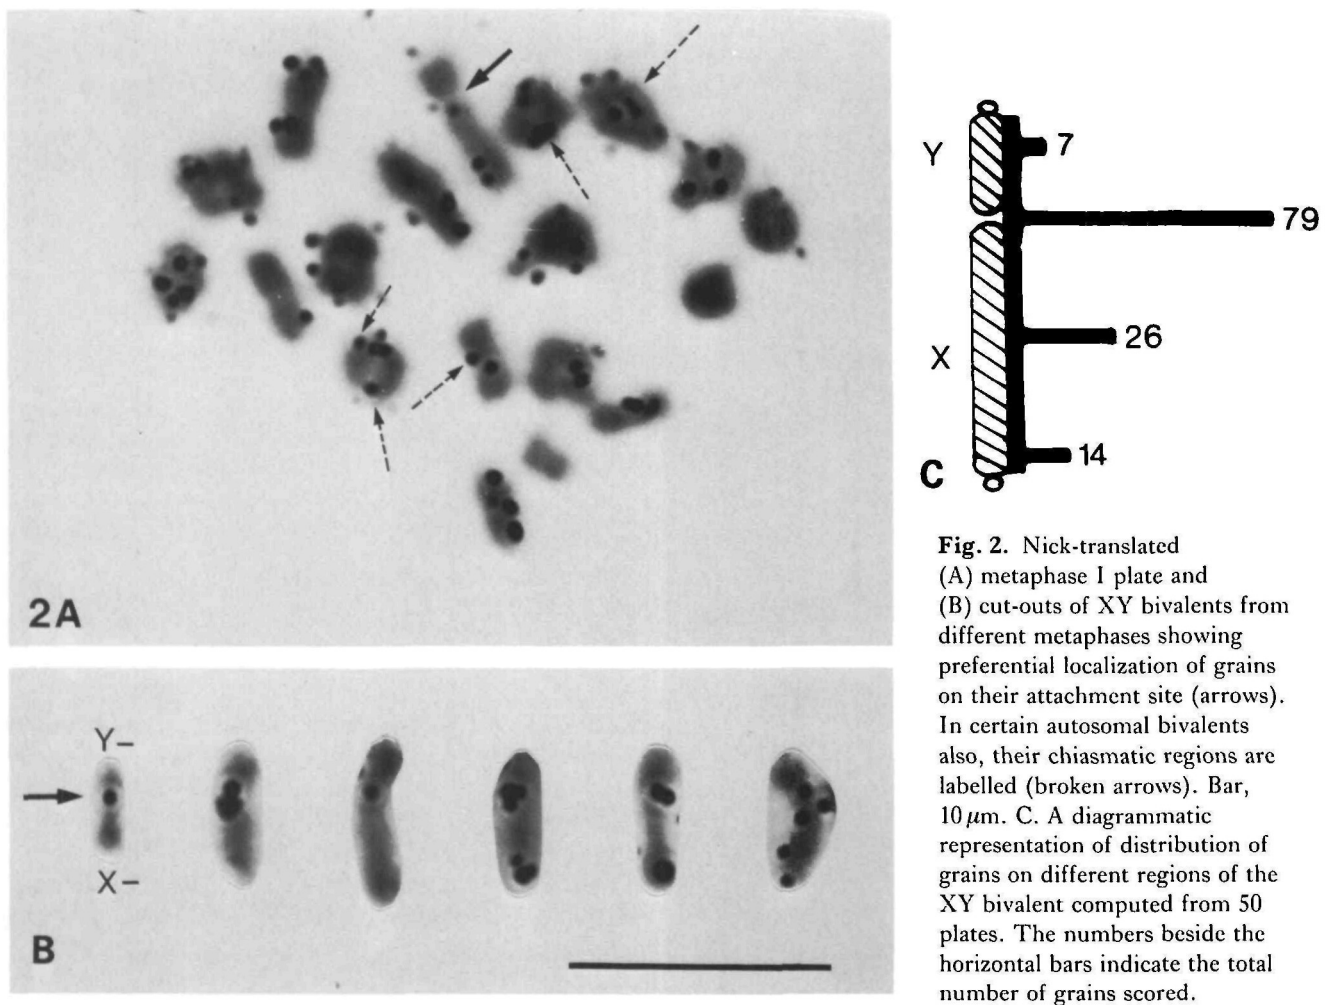 2A
Y
7
79
X
26
14
C
Y–
X–
B
Fig. 2. Nick-translated
(A) metaphase I plate and
(B) cut-outs of XY bivalents from
different metaphases showing
preferential localization of grains
on their attachment site (arrows).
In certain autosomal bivalents
also, their chiasmatic regions are
labelled (broken arrows). Bar,
10 μm. C. A diagrammatic
representation of distribution of
grains on different regions of the
XY bivalent computed from 50
plates. The numbers beside the
horizontal bars indicate the total
number of grains scored.